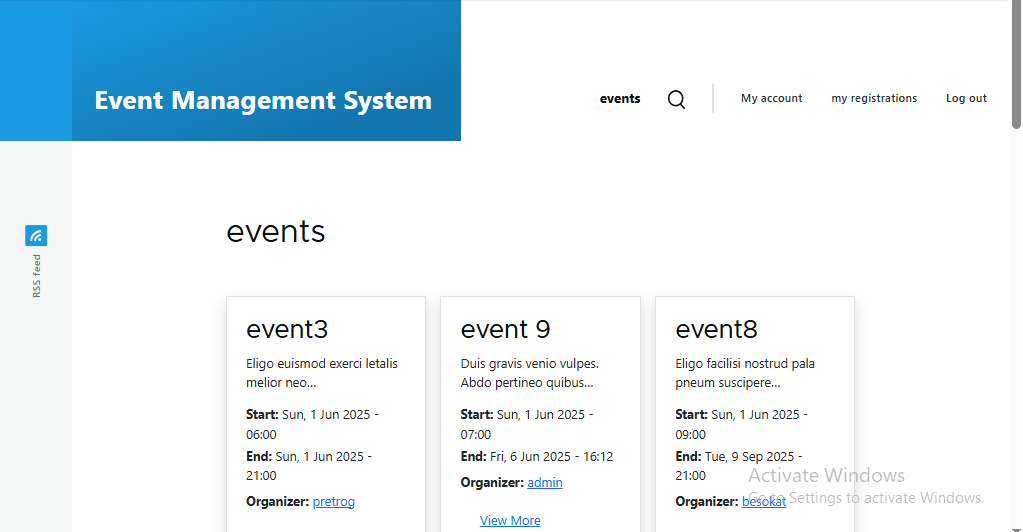 Event Management System
events
My account
my registrations
Log out
RSS feed
events
event3
Eligo euismod exerci letalis
melior neo...
Start: Sun, 1 Jun 2025 -
06:00
End: Sun, 1 Jun 2025 -
21:00
Organizer: pretrog
event 9
Duis gravis venio vulpes.
Abdo pertineo quibus...
Start: Sun, 1 Jun 2025 -
07:00
End: Fri, 6 Jun 2025 - 16:12
Organizer: admin
View More
event8
Eligo facilisi nostrud pala
pneum suscipere...
Start: Sun, 1 Jun 2025 -
09:00
End: Tue, 9 Sep 2025 -
21:00
Organizer: besokat
Activate Windows
Go to Settings to activate Windows.